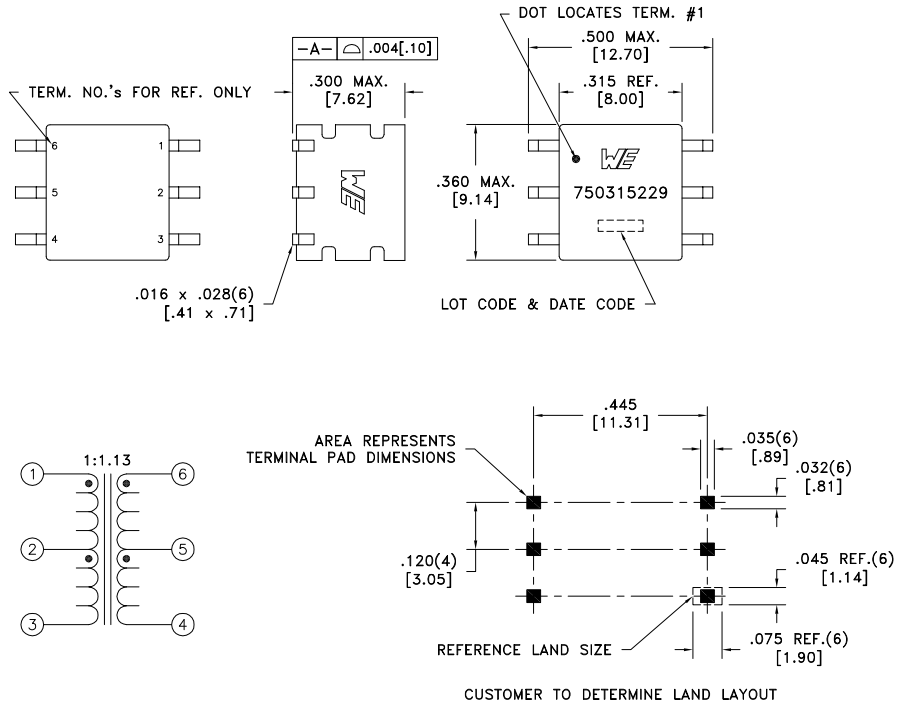 DOT LOCATES TERM. #1
-A- .004[.10]
.500 MAX.
[12.70]
.300 MAX.
[7.62]
.315 REF.
[8.00]
TERM. NO.'s FOR REF. ONLY
6
5
4
1
2
3
WE
WE
750315229
.360 MAX.
[9.14]
.016 x .028(6)
[.41 x .71]
LOT CODE & DATE CODE
.445
[11.31]
AREA REPRESENTS
TERMINAL PAD DIMENSIONS
.035(6)
[.89]
.032(6)
[.81]
1:1.13
1
6
2
5
3
4
.120(4)
[3.05]
.045 REF.(6)
[1.14]
REFERENCE LAND SIZE
.075 REF.(6)
[1.90]
CUSTOMER TO DETERMINE LAND LAYOUT